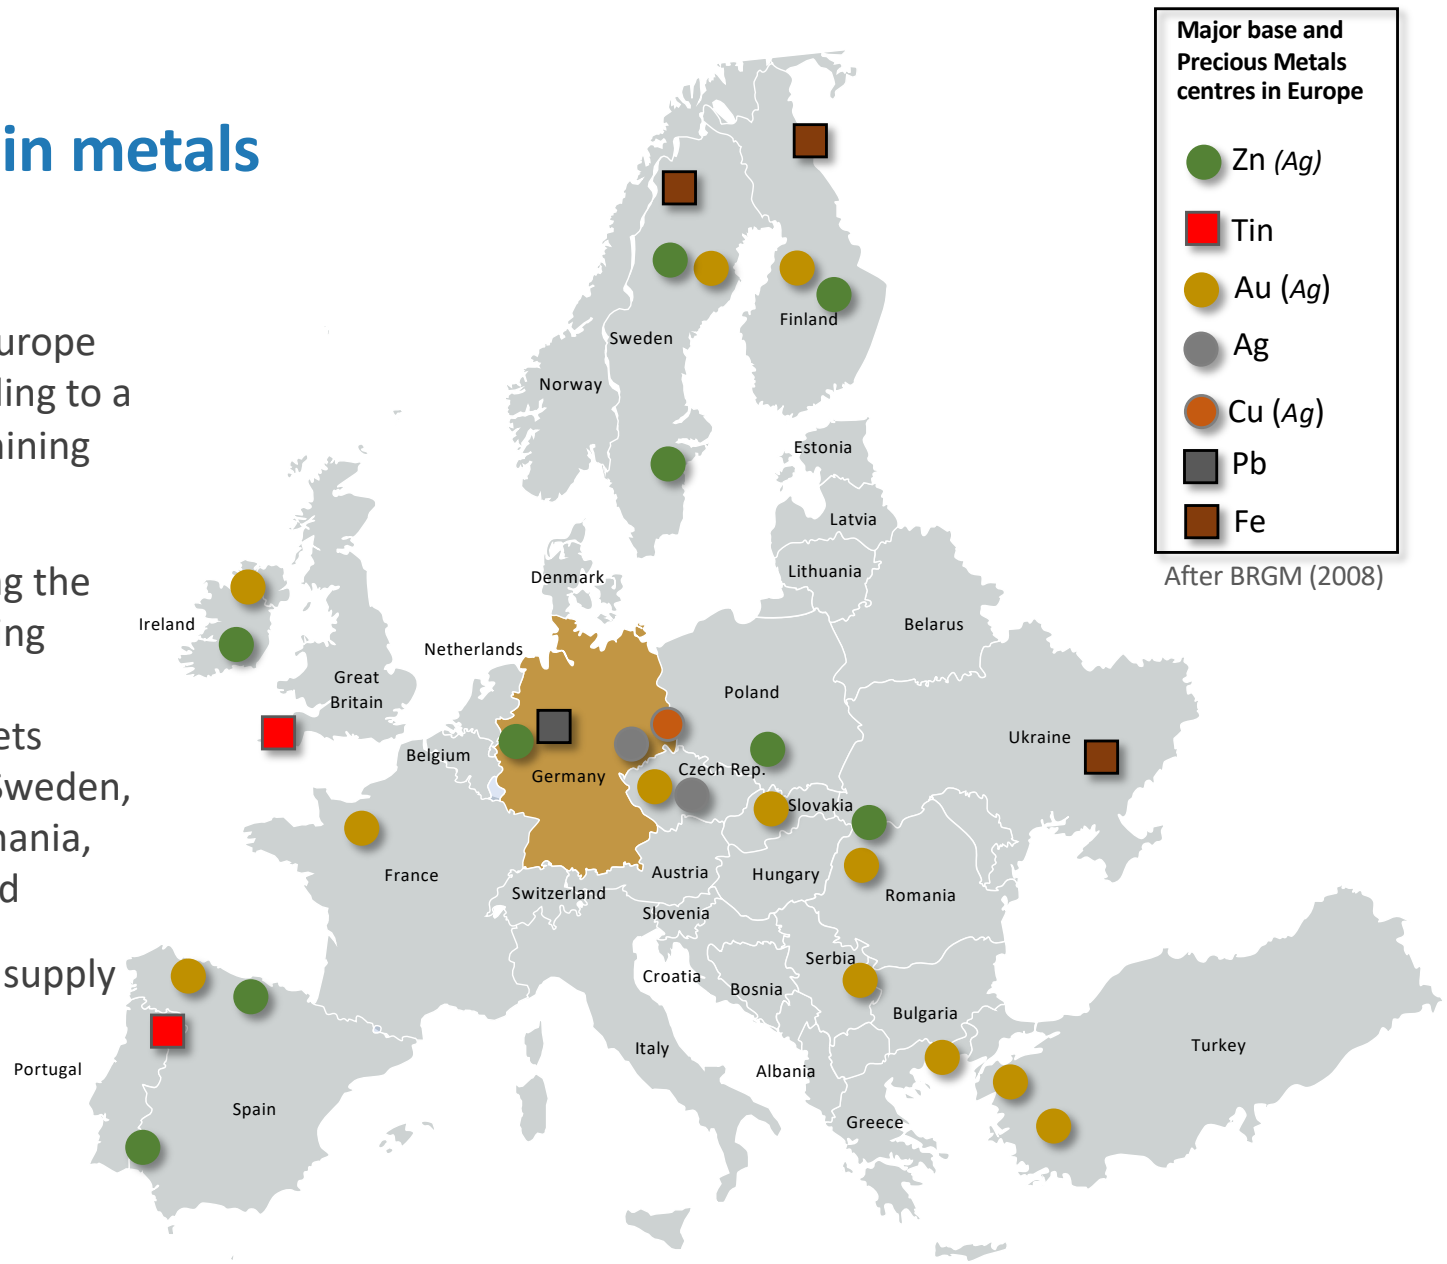 in metals
urope
ling to a
ining
ng the
ing
ets
Sweden,
nania,
d
supply
Major base and
Precious Metals
centres in Europe
Zn (Ag)
Tin
Au (Ag)
Ag
Cu (Ag)
Pb
Fe
After BRGM (2008)
Finland
Sweden
Norway
Estonia
Latvia
Lithuania
Denmark
Ireland
Belarus
Netherlands
Great
Britain
Poland
Ukraine
Belgium
Germany
Czech Rep.
Slovakia
France
Austria
Hungary
Switzerland
Romania
Slovenia
Serbia
Croatia
Bosnia
Bulgaria
Italy
Turkey
Portugal
Albania
Spain
Greece